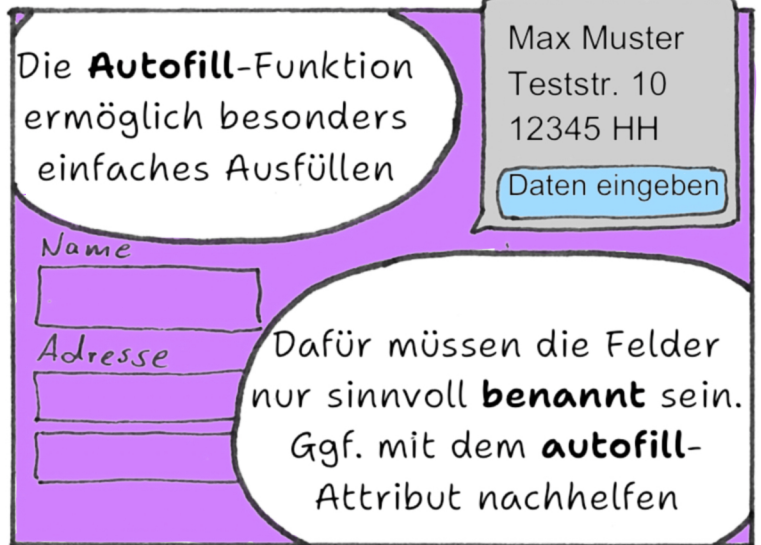 Die Autofill-Funktion
ermöglich besonders
einfaches Ausfüllen
Max Muster
Teststr. 10
12345 HH
Daten eingeben
Name
Adresse
Dafür müssen die Felder
nur sinnvoll benannt sein.
Ggf. mit dem autofill-
Attribut nachhelfen